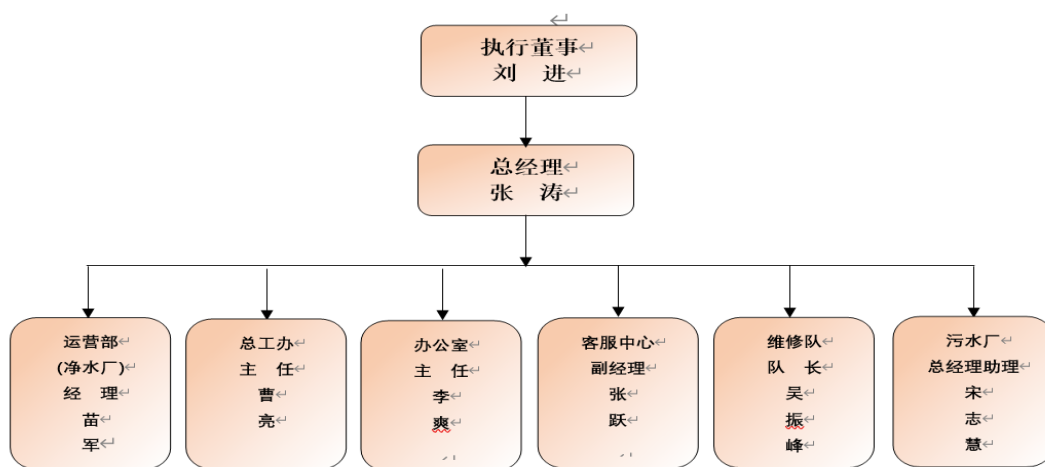 执行董事
刘 进
总经理
张 涛
运营部
(净水厂)
经 理
苗
军
总工办
主 任
曹
亮
办公室
主 任
李
爽
客服中心
副经理
张
跃
维修队
队 长
吴
振
峰
污水厂
总经理助理
宋
志
慧